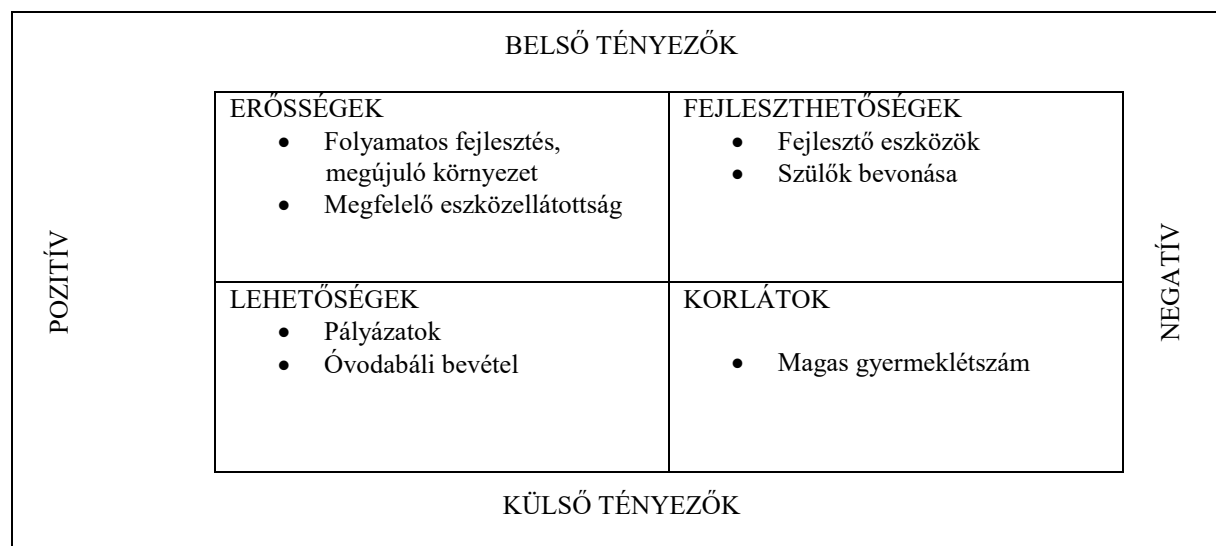 BELSŐ TÉNYEZŐK
POZITÍV
ERŐSSÉGEK
• Folyamatos fejlesztés,
megújuló környezet
• Megfelelő eszközellátottság
FEJLESZTHETŐSÉGEK
• Fejlesztő eszközök
• Szülők bevonása
NEGATÍV
LEHETŐSÉGEK
• Pályázatok
• Óvodabáli bevétel
KORLÁTOK
• Magas gyermeklétszám
KÜLSŐ TÉNYEZŐK